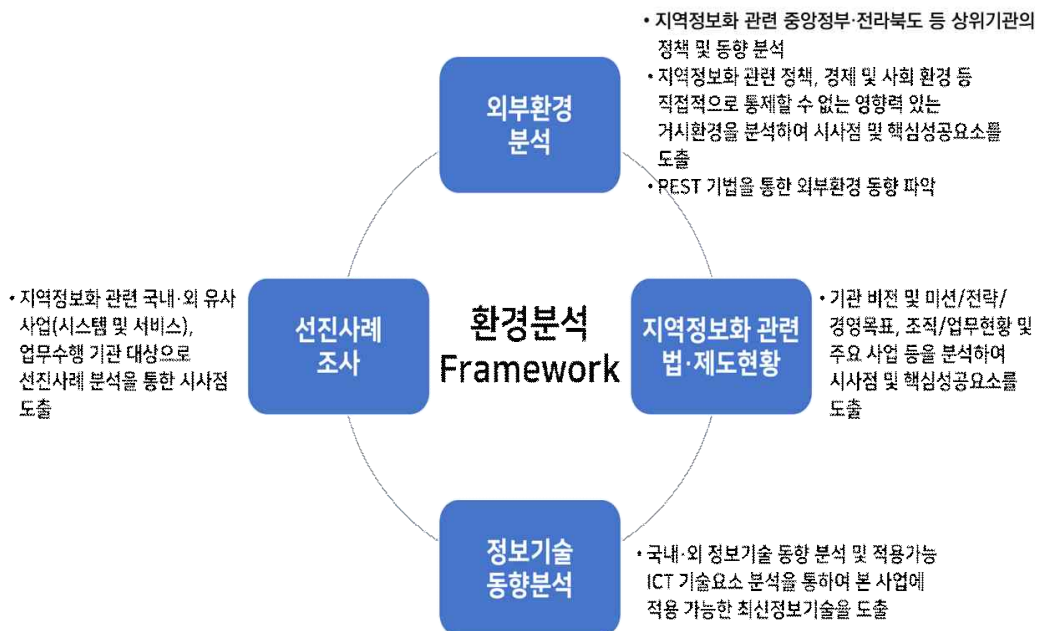 • 지역정보화 관련 중앙정부·전라북도 등 상위기관의
정책 및 동향 분석
• 지역정보화 관련 정책, 경제 및 사회 환경 등
직접적으로 통제할 수 없는 영향력 있는
거시환경을 분석하여 시사점 및 핵심성공요소를
도출
• PEST 기법을 통한 외부환경 동향 파악
외부환경
분석
• 지역정보화 관련 국내·외 유사
사업(시스템 및 서비스),
업무수행 기관 대상으로
선진사례 분석을 통한 시사점
도출
선진사례
조사
환경분석
Framework
지역정보화 관련
법·제도현황
• 기관 비전 및 미션/전략/
경영목표, 조직/업무현황 및
주요 사업 등을 분석하여
시사점 및 핵심성공요소를
도출
정보기술
동향분석
• 국내·외 정보기술 동향 분석 및 적용가능
ICT 기술요소 분석을 통하여 본 사업에
적용 가능한 최신정보기술을 도출